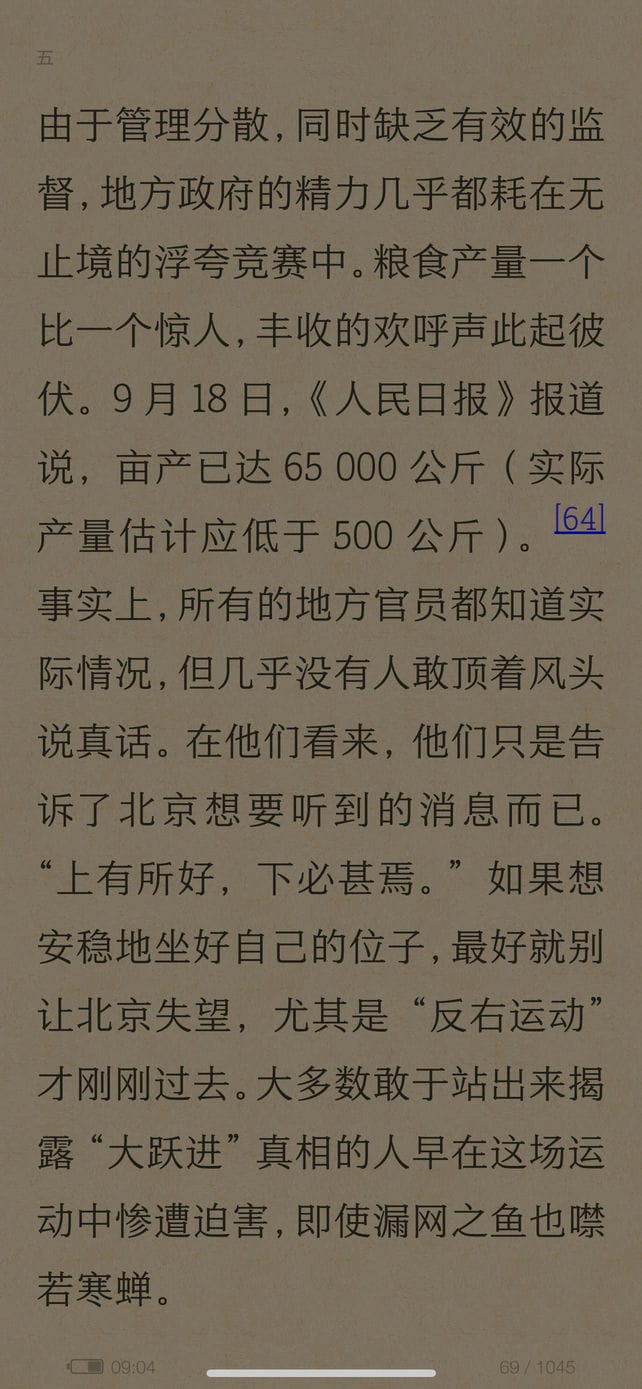 五
由于管理分散,同时缺乏有效的监
督,地方政府的精力几乎都耗在无
止境的浮夸竞赛中。粮食产量一个
比一个惊人,丰收的欢呼声此起彼
伏。9 月 18 日,《人民日报》报道
说，亩产已达 65 000 公斤（实际
产量估计应低于 500 公斤）。[64]
事实上,所有的地方官员都知道实
际情况,但几乎没有人敢顶着风头
说真话。在他们看来，他们只是告
诉了北京想要听到的消息而已。
“上有所好，下必甚焉。”如果想
安稳地坐好自己的位子,最好就别
让北京失望，尤其是“反右运动”
才刚刚过去。大多数敢于站出来揭
露“大跃进”真相的人早在这场运
动中惨遭迫害,即使漏网之鱼也噤
若寒蝉。
09:04
69 / 1045